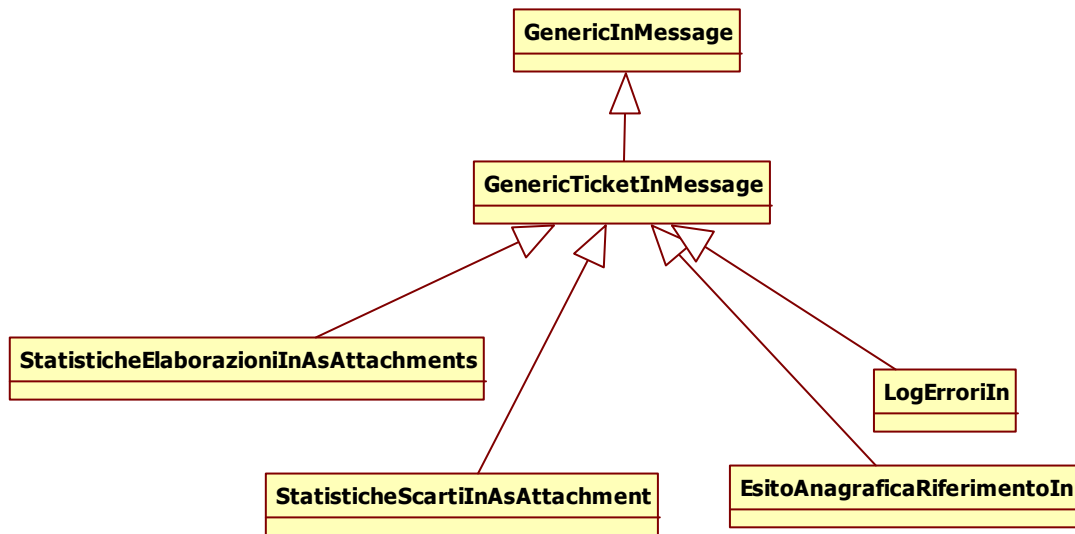 GenericInMessage
GenericTicketInMessage
StatisticheElaborazioniInAsAttachments
LogErroriIn
StatisticheScartiInAsAttachment
EsitoAnagraficaRiferimentoIn